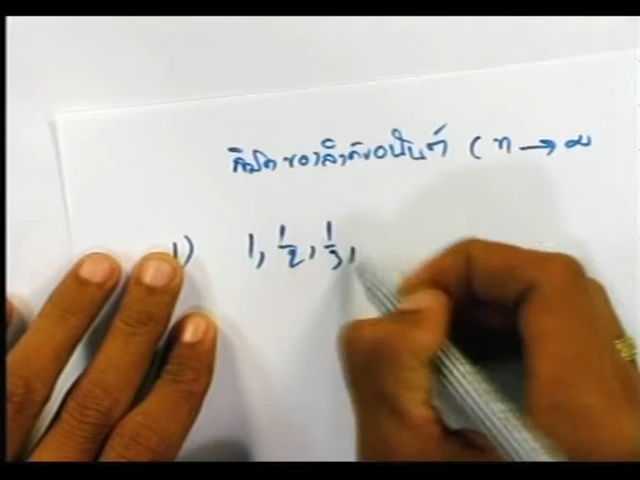 ลิมิตของลำดับอนันต์ ( n → ∞
1) 1, 1/2, 1/3,